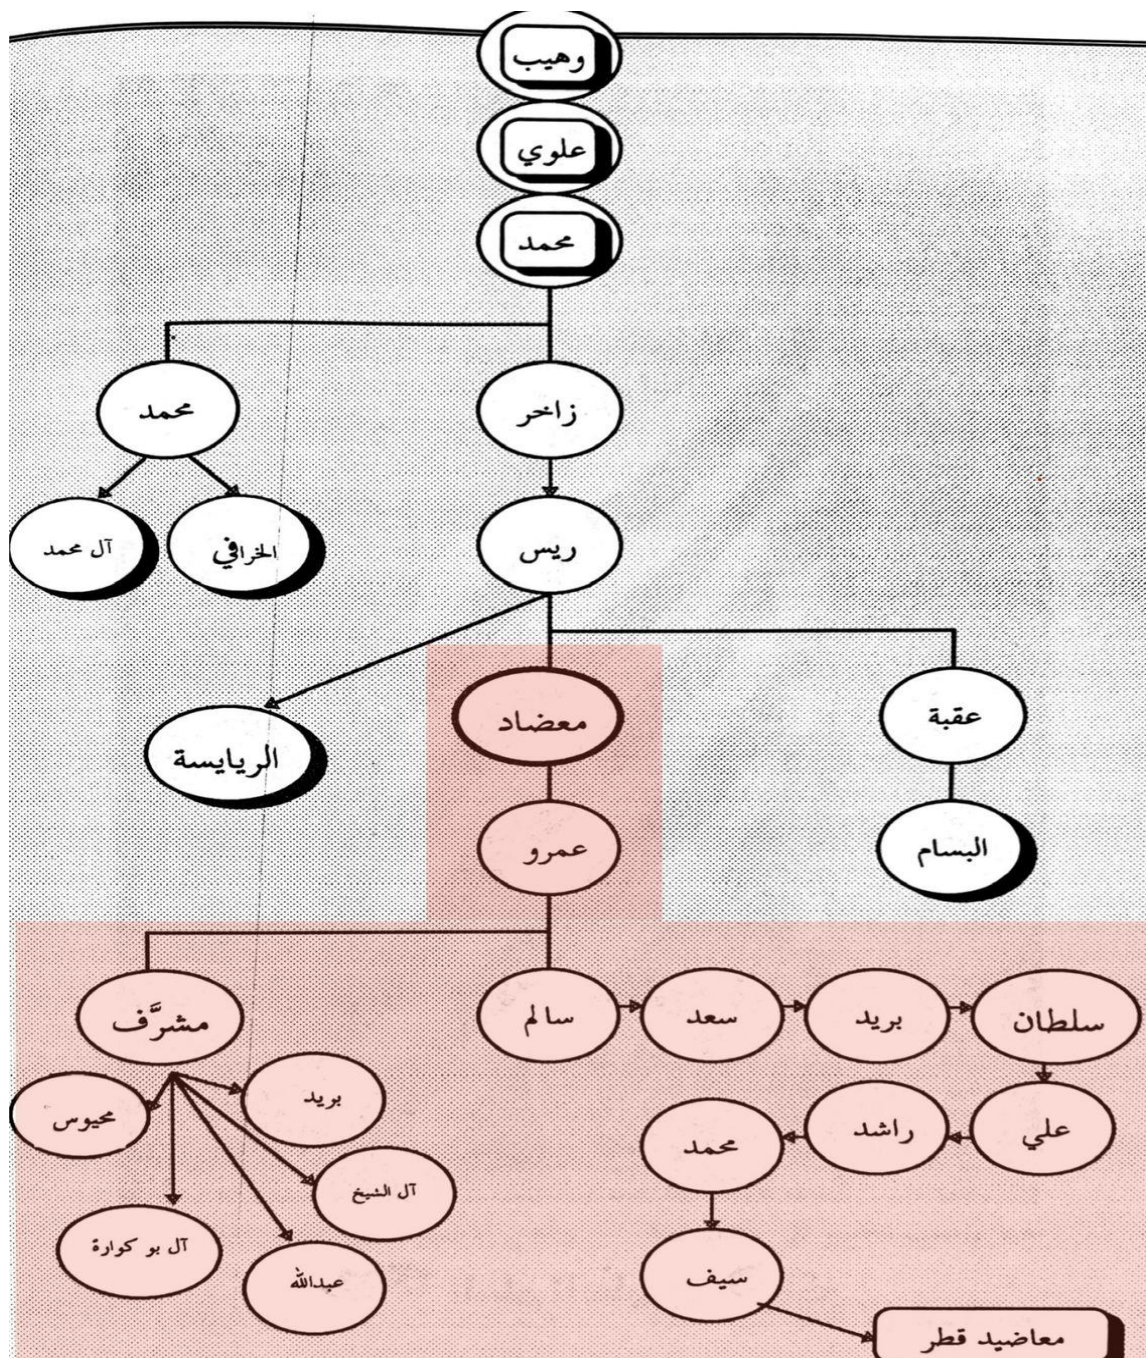 وهيب
علوي
محمد
زاخر
محمد
ريس
الخرافي
آل محمد
عقبة
معضاد
الريايسة
البسام
عمرو
سلطان
بريد
سعد
سالم
مشرَّف
علي
راشد
محمد
بريد
محيوس
آل الشيخ
آل بو كوارة
عبدالله
سيف
معاضيد قطر